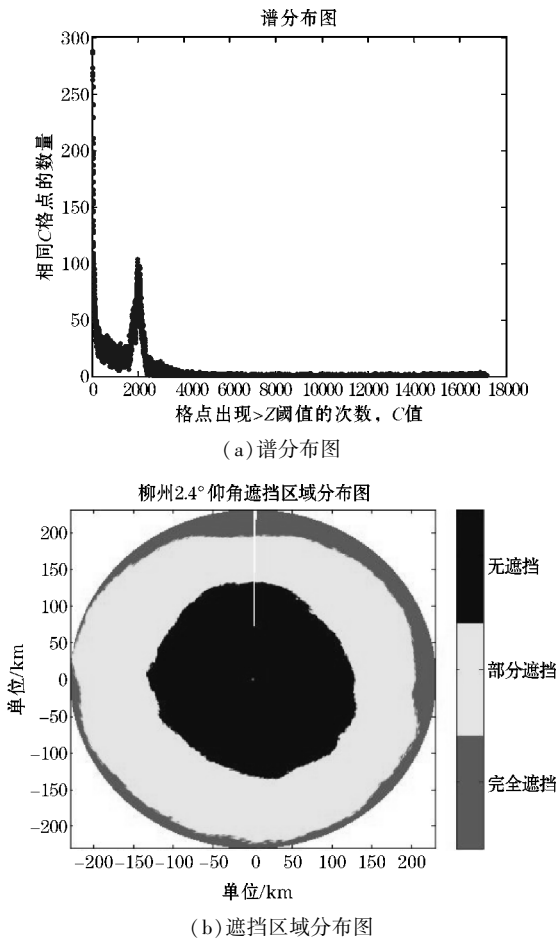 谱分布图
300
250
200
150
100
50
0
相同C格点的数量
0 2000 4000 6000 8000 10000 12000 14000 16000 18000
格点出现>Z阈值的次数, C值
(a)谱分布图
柳州2.4°仰角遮挡区域分布图
200
150
100
50
0
-50
-100
-150
-200
单位/km
-200 -150 -100 -50 0 50 100 150 200
单位/km
无遮挡
部分遮挡
完全遮挡
(b)遮挡区域分布图